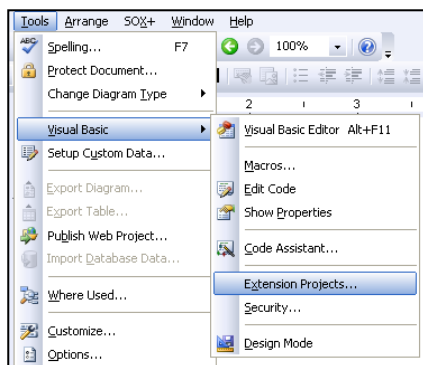 Tools Arrange SOX+ Window Help
Spelling... F7
100%
Protect Document...
Change Diagram Type
2 3
Visual Basic
Visual Basic Editor Alt+F11
Setup Custom Data...
Macros...
Export Diagram...
Edit Code
Export Table...
Show Properties
Publish Web Project...
Import Database Data...
Code Assistant...
Where Used...
Extension Projects...
Security...
Customize...
Options...
Design Mode